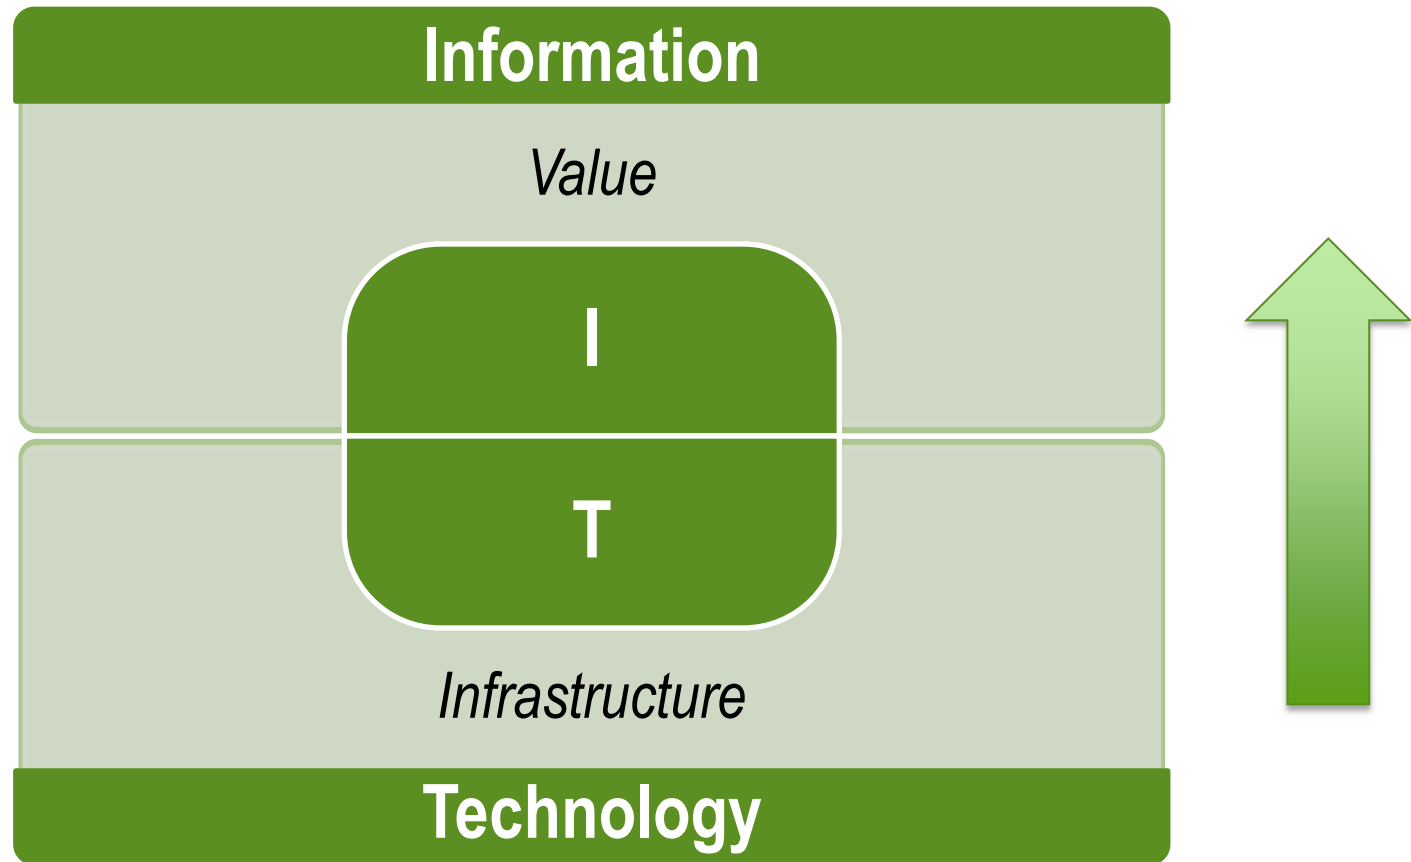 Information
Value
I
T
Infrastructure
Technology